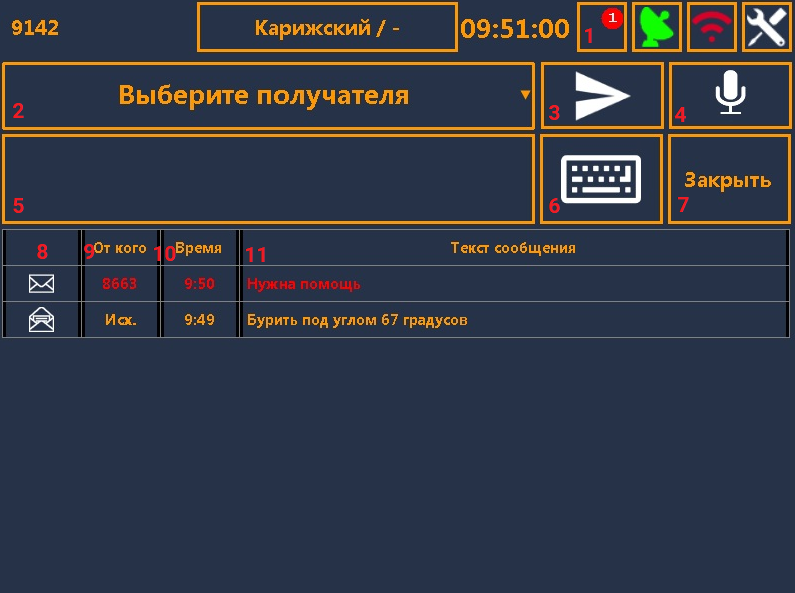 9142 Карижский / - 09:51:00 1 1
2 Выберите получателя 3 4
5 6 Закрыть 7
8 9 От кого 10 Время 11 Текст сообщения
8663 9:50 Нужна помощь
Исх. 9:49 Бурить под углом 67 градусов